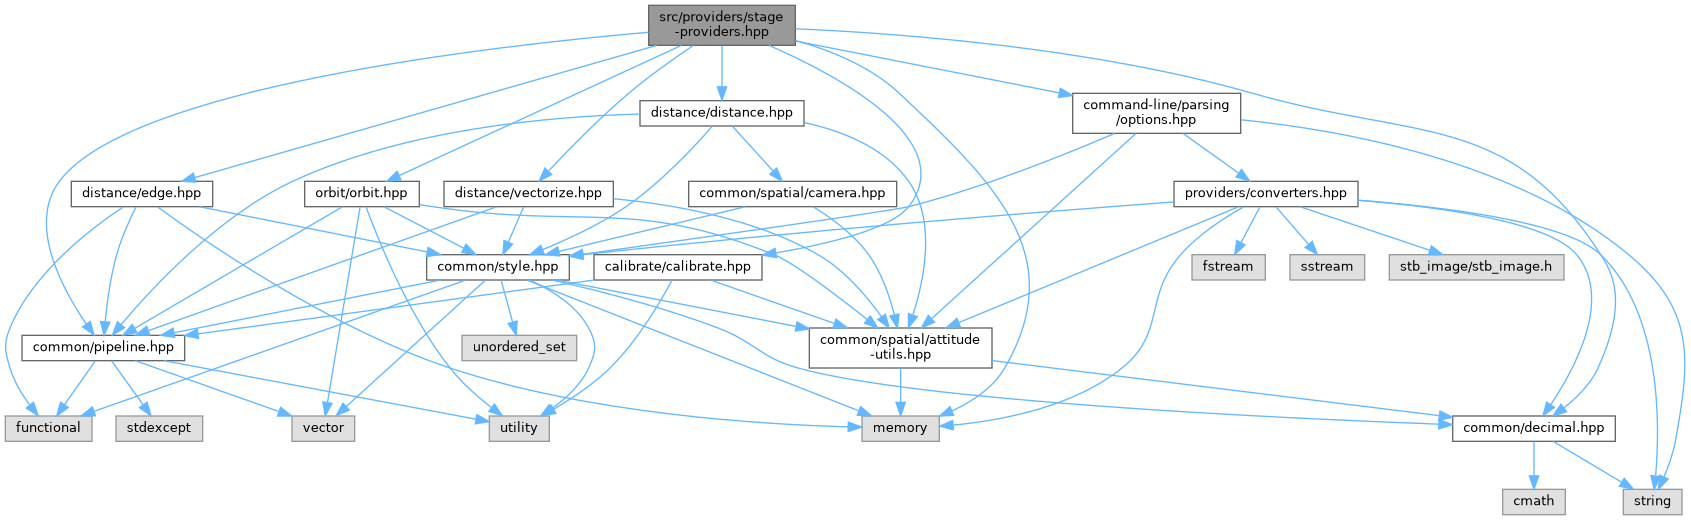 src/providers/stage
-providers.hpp
distance/distance.hpp
command-line/parsing
/options.hpp
distance/edge.hpp
orbit/orbit.hpp
distance/vectorize.hpp
common/spatial/camera.hpp
providers/converters.hpp
common/style.hpp
calibrate/calibrate.hpp
fstream
sstream
stb_image/stb_image.h
common/pipeline.hpp
unordered_set
common/spatial/attitude
-utils.hpp
functional
stdexcept
vector
utility
memory
common/decimal.hpp
cmath
string